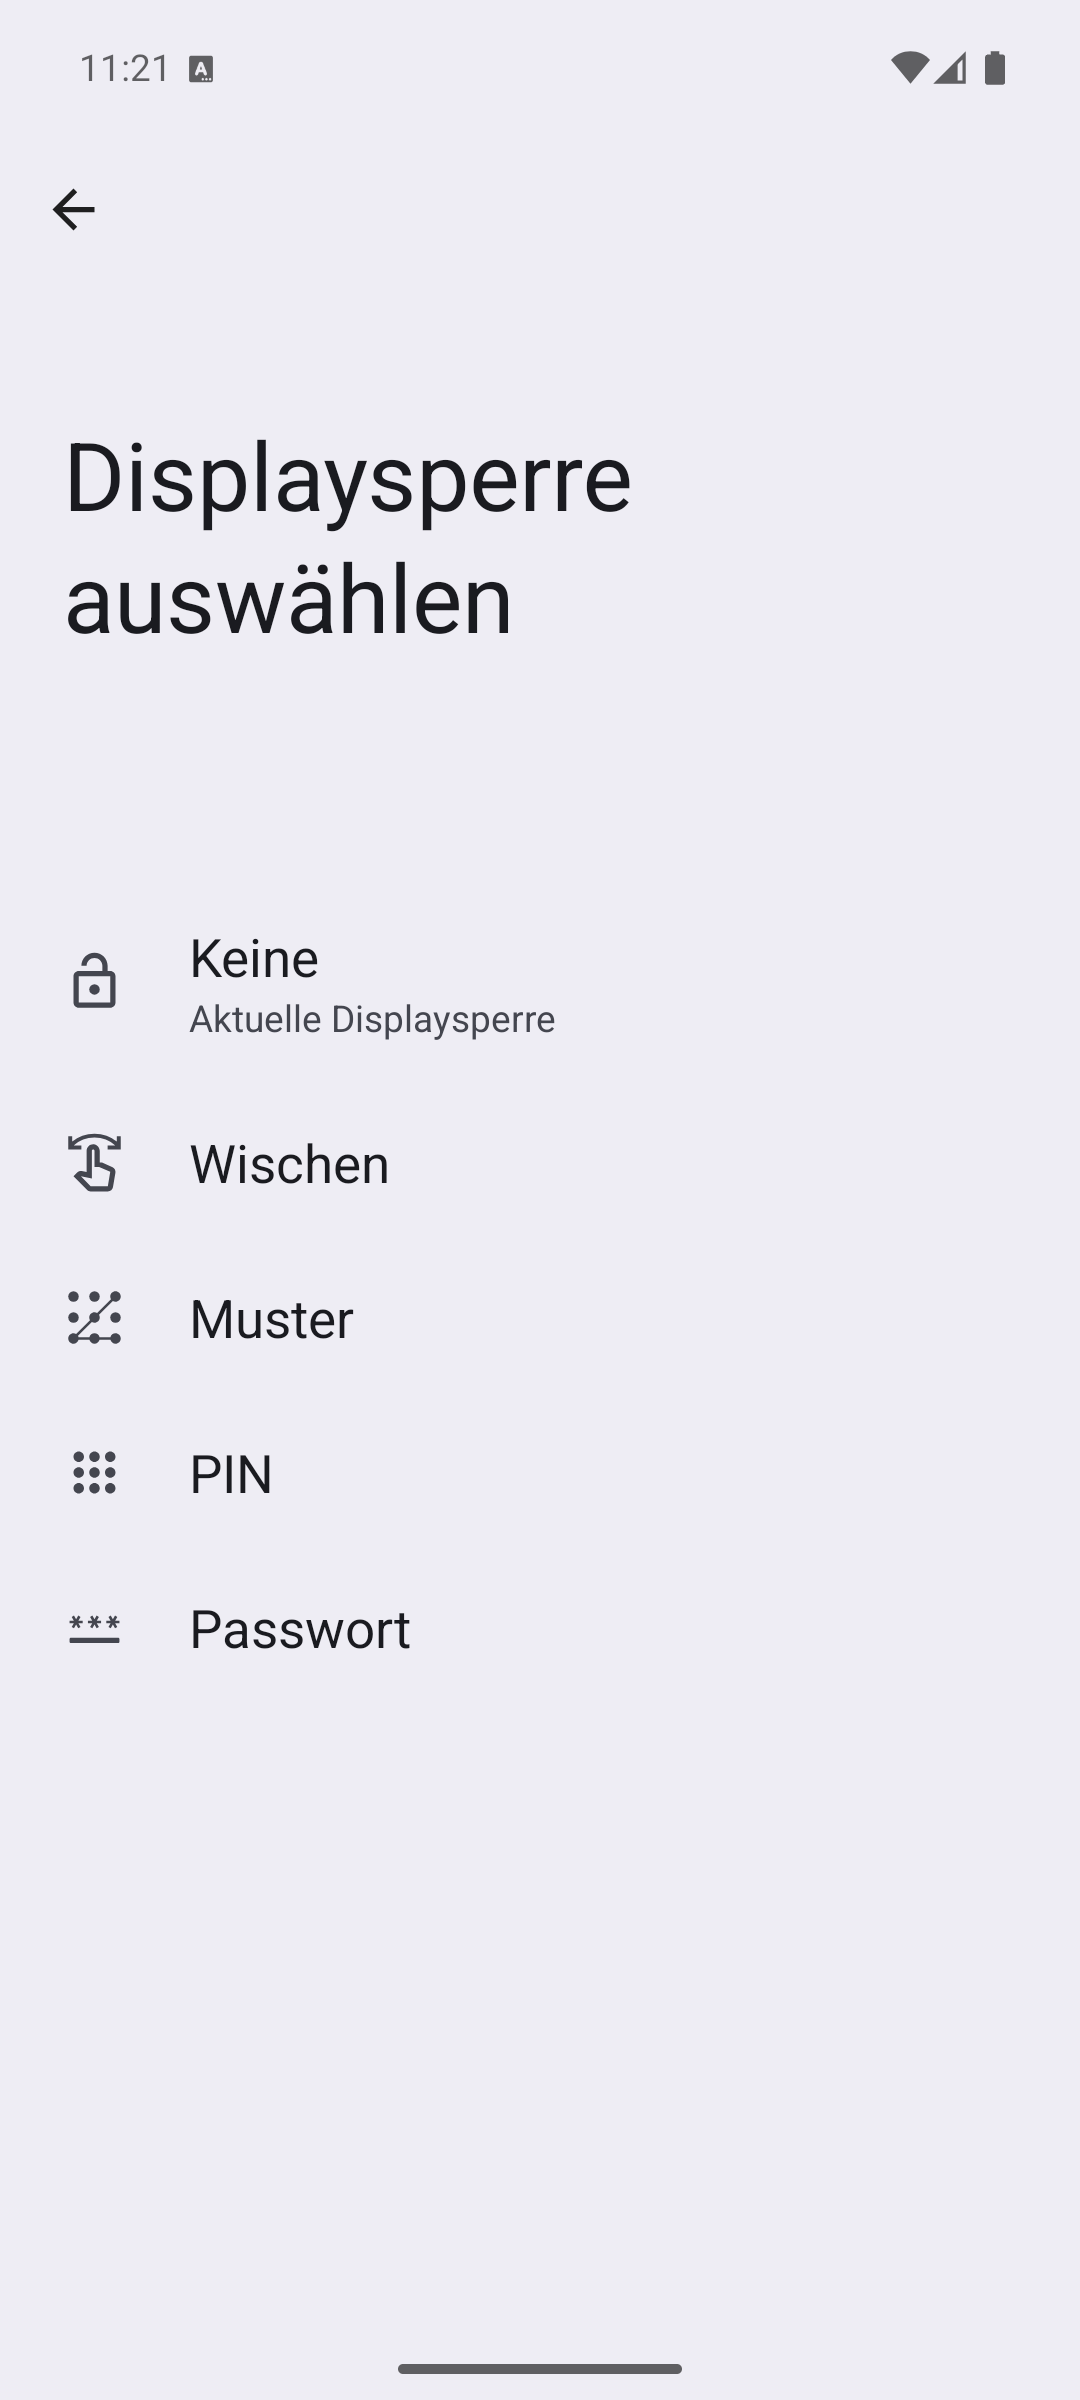 11:21
Displaysperre
auswählen
Keine
Aktuelle Displaysperre
Wischen
Muster
PIN
Passwort